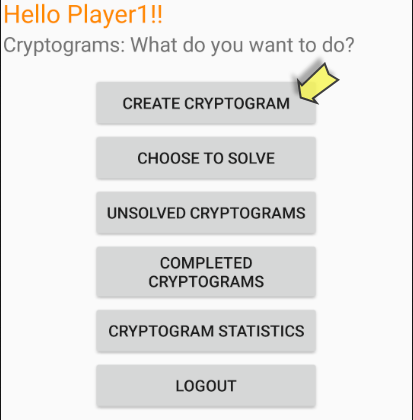 Hello Player1!!
Cryptograms: What do you want to do?
CREATE CRYPTOGRAM
CHOOSE TO SOLVE
UNSOLVED CRYPTOGRAMS
COMPLETED
CRYPTOGRAMS
CRYPTOGRAM STATISTICS
LOGOUT